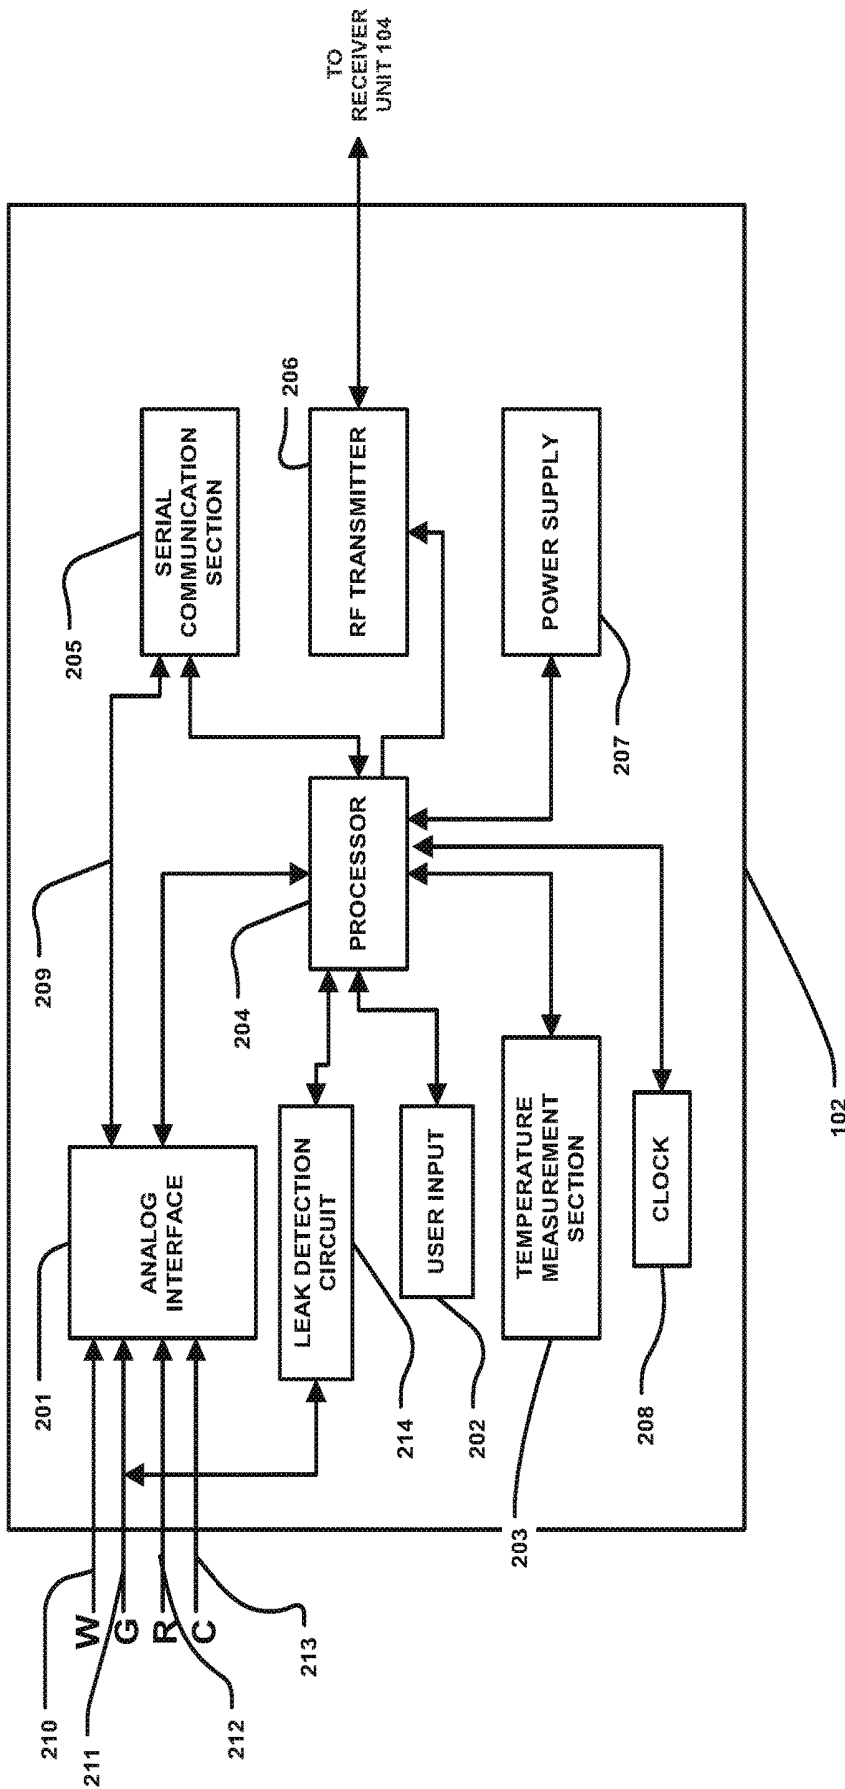 210
W
211
G
212
R
213
C
201
ANALOG
INTERFACE
209
205
SERIAL
COMMUNICATION
SECTION
214
LEAK DETECTION
CIRCUIT
204
PROCESSOR
206
RF TRANSMITTER
TO
RECEIVER
UNIT 104
202
USER INPUT
203
TEMPERATURE
MEASUREMENT
SECTION
207
POWER SUPPLY
208
CLOCK
102